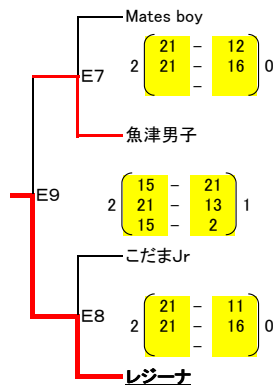 Mates boy
21 - 12
E7 2 21 - 16 0
-
魚津男子
15 - 21
E9 2 21 - 13 1
15 - 2
こだまJr
21 - 11
E8 2 21 - 16 0
-
レジーナ